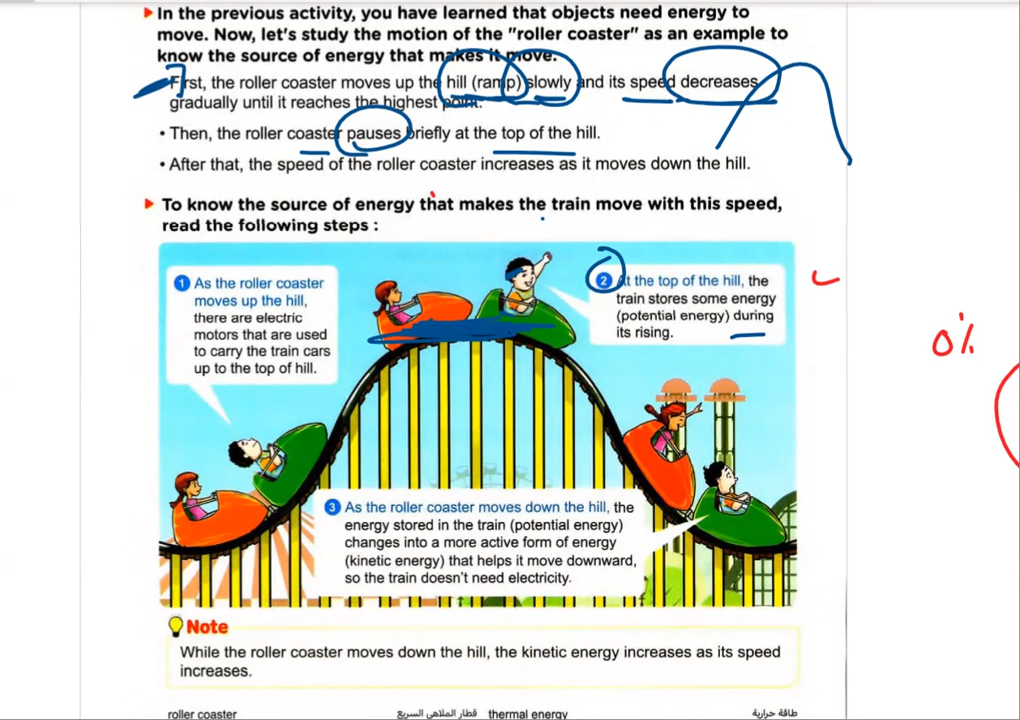 ▶ In the previous activity, you have learned that objects need energy to
move. Now, let's study the motion of the "roller coaster" as an example to
know the source of energy that makes it move.
First, the roller coaster moves up the hill (ramp) slowly and its speed decreases
gradually until it reaches the highest point.
• Then, the roller coaster pauses briefly at the top of the hill.
• After that, the speed of the roller coaster increases as it moves down the hill.
▶ To know the source of energy that makes the train move with this speed,
read the following steps :
1 As the roller coaster
moves up the hill,
there are electric
motors that are used
to carry the train cars
up to the top of hill.
2 At the top of the hill, the
train stores some energy
(potential energy) during
its rising.
0%
3 As the roller coaster moves down the hill, the
energy stored in the train (potential energy)
changes into a more active form of energy
(kinetic energy) that helps it move downward,
so the train doesn't need electricity.
Note
While the roller coaster moves down the hill, the kinetic energy increases as its speed
increases.
roller coaster قطار الملاهى السريع thermal energy طاقة حرارية